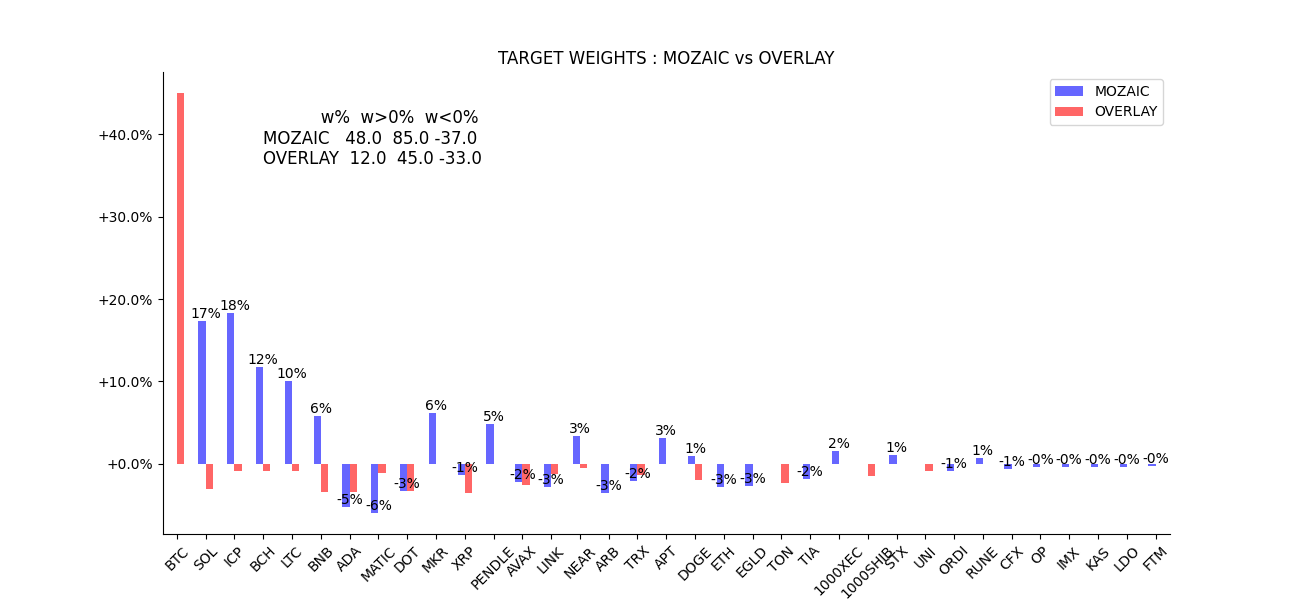 TARGET WEIGHTS : MOZAIC vs OVERLAY
MOZAIC
OVERLAY
w% w>0% w<0%
MOZAIC 48.0 85.0 -37.0
OVERLAY 12.0 45.0 -33.0
+40.0%
+30.0%
+20.0%
+10.0%
+0.0%
17% 18% 12% 10% 6% -5% -6% -3% 6% -1% 5% -2% -3% 3% -3% -2% 3% 1% -3% -3% -2% 2% 1% -1% 1% -1% -0% -0% -0% -0% -0%
BTC SOL ICP BCH LTC BNB ADA MATIC DOT MKR XRP PENDLE AVAX LINK NEAR ARB TRX APT DOGE ETH EGLD TON TIA 1000XEC 1000SHIB STX UNI ORDI RUNE CFX OP IMX KAS LDO FTM